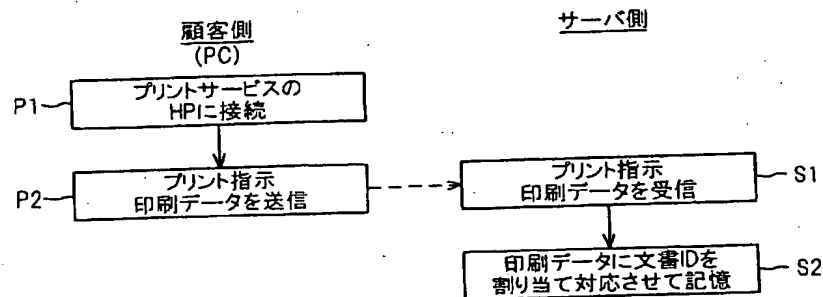 顧客側
(PC)
サーバ側
P1
プリントサービスの
HPに接続
P2
プリント指示
印刷データを送信
プリント指示
印刷データを受信
S1
印刷データに文書IDを
割り当て対応させて記憶
S2